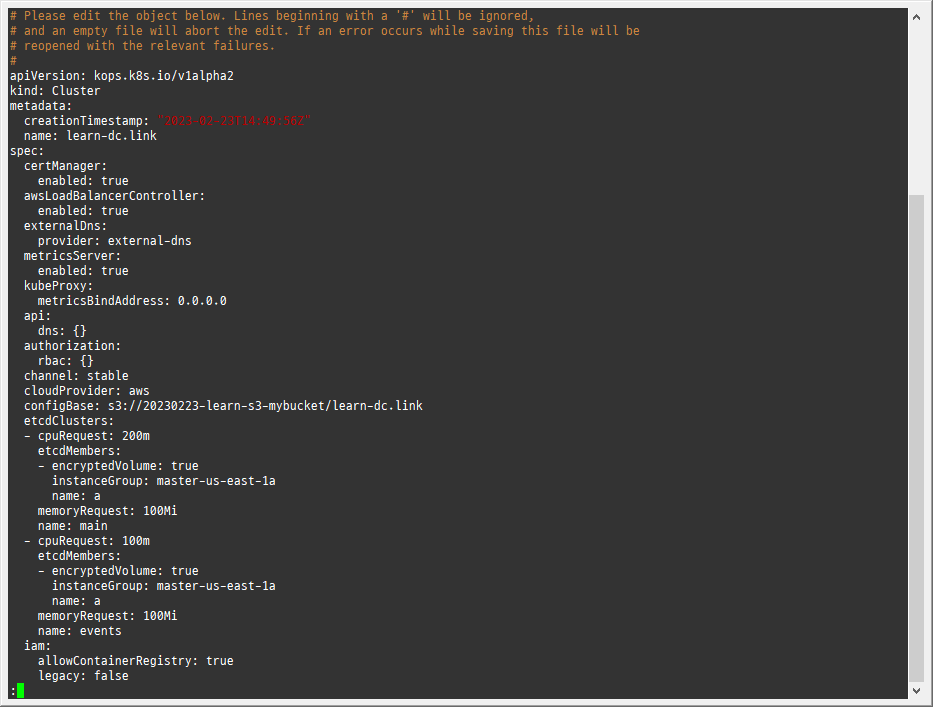 # Please edit the object below. Lines beginning with a '#' will be ignored,
# and an empty file will abort the edit. If an error occurs while saving this file will be
# reopened with the relevant failures.
#
apiVersion: kops.k8s.io/v1alpha2
kind: Cluster
metadata:
  creationTimestamp: "2023-02-23T14:49:56Z"
  name: learn-dc.link
spec:
  certManager:
    enabled: true
  awsLoadBalancerController:
    enabled: true
  externalDns:
    provider: external-dns
  metricsServer:
    enabled: true
  kubeProxy:
    metricsBindAddress: 0.0.0.0
  api:
    dns: {}
  authorization:
    rbac: {}
  channel: stable
  cloudProvider: aws
  configBase: s3://20230223-learn-s3-mybucket/learn-dc.link
  etcdClusters:
  - cpuRequest: 200m
    etcdMembers:
    - encryptedVolume: true
      instanceGroup: master-us-east-1a
      name: a
    memoryRequest: 100Mi
    name: main
  - cpuRequest: 100m
    etcdMembers:
    - encryptedVolume: true
      instanceGroup: master-us-east-1a
      name: a
    memoryRequest: 100Mi
    name: events
  iam:
    allowContainerRegistry: true
    legacy: false
: